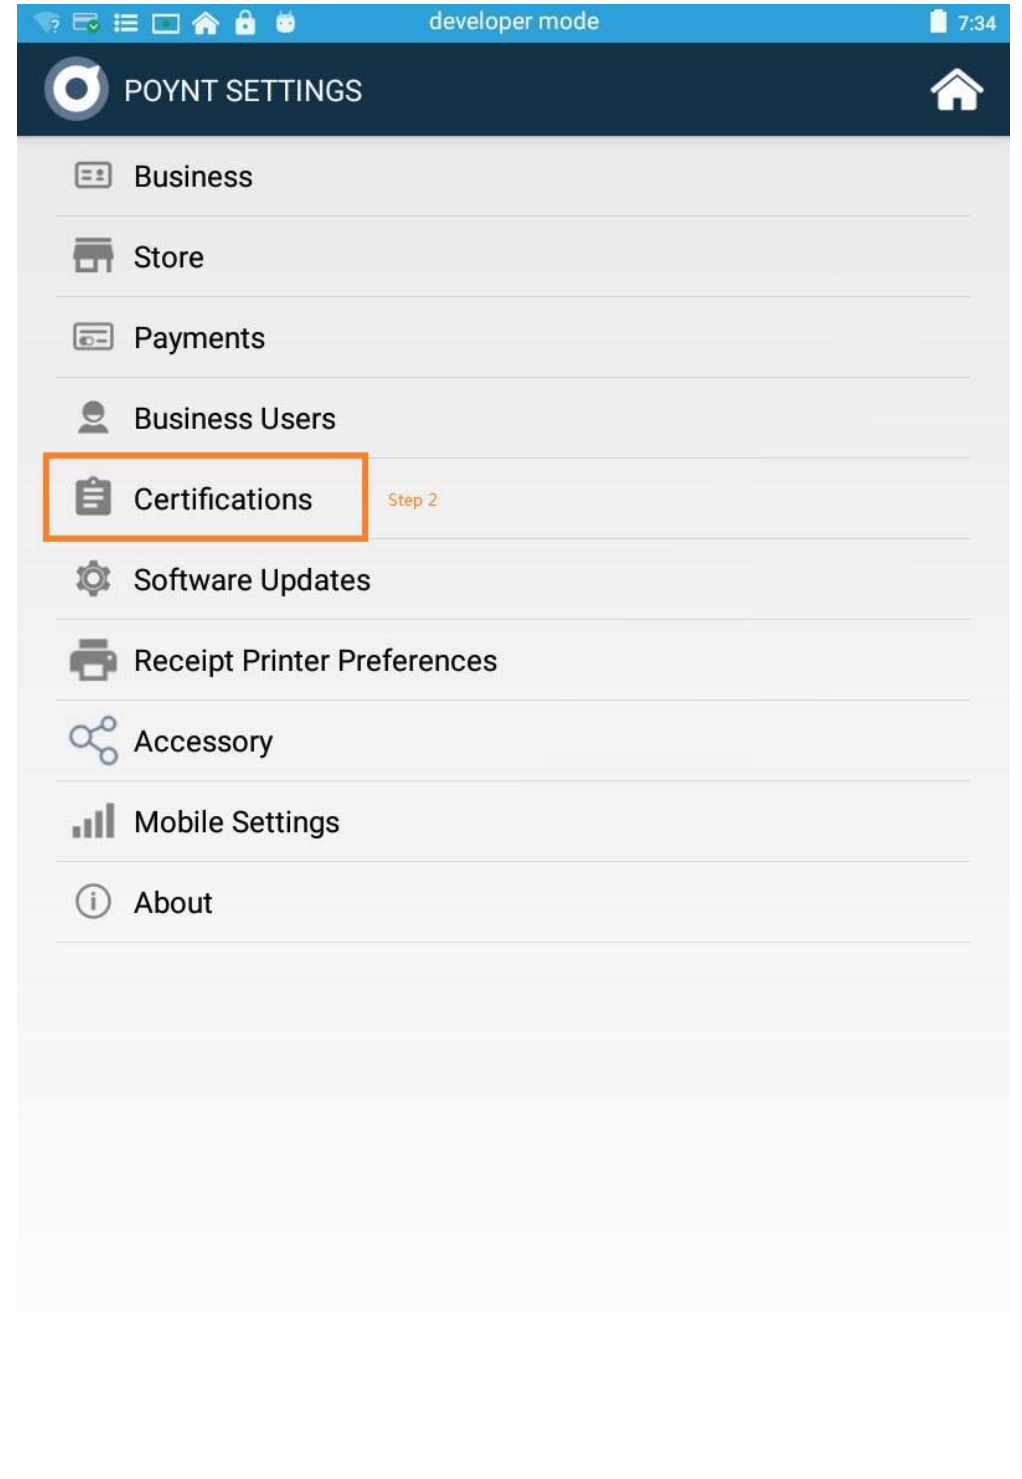 developer mode 7:34
POYNT SETTINGS
Business
Store
Payments
Business Users
Certifications Step 2
Software Updates
Receipt Printer Preferences
Accessory
Mobile Settings
About